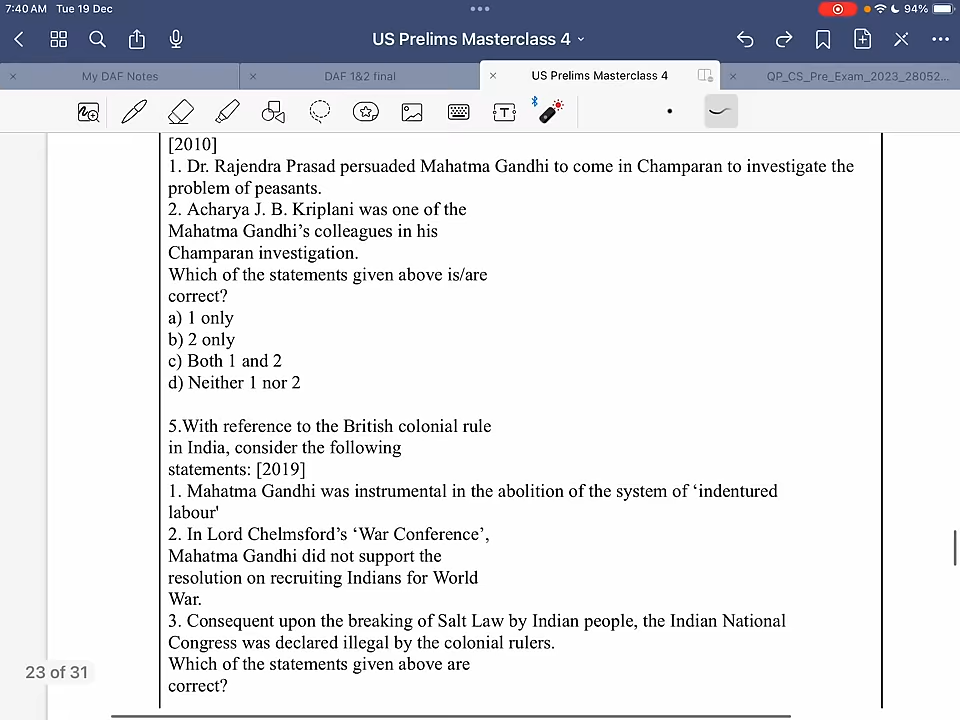 7:40 AM Tue 19 Dec
94%
US Prelims Masterclass 4
My DAF Notes
DAF 1&2 final
US Prelims Masterclass 4
QP_CS_Pre_Exam_2023_28052...
[2010]
1. Dr. Rajendra Prasad persuaded Mahatma Gandhi to come in Champaran to investigate the
problem of peasants.
2. Acharya J. B. Kriplani was one of the
Mahatma Gandhi’s colleagues in his
Champaran investigation.
Which of the statements given above is/are
correct?
a) 1 only
b) 2 only
c) Both 1 and 2
d) Neither 1 nor 2
5.With reference to the British colonial rule
in India, consider the following
statements: [2019]
1. Mahatma Gandhi was instrumental in the abolition of the system of ‘indentured
labour'
2. In Lord Chelmsford’s ‘War Conference’,
Mahatma Gandhi did not support the
resolution on recruiting Indians for World
War.
3. Consequent upon the breaking of Salt Law by Indian people, the Indian National
Congress was declared illegal by the colonial rulers.
Which of the statements given above are
correct?
23 of 31